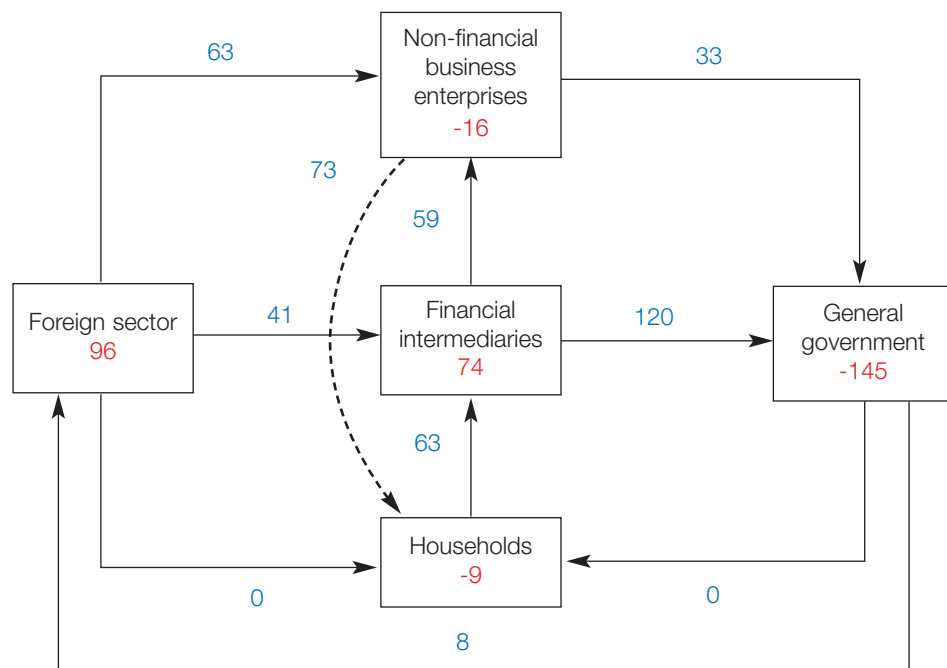 Non-financial
business
enterprises
-16
63
33
73
59
Foreign sector
96
41
Financial
intermediaries
74
120
General
government
-145
63
Households
-9
0
0
8